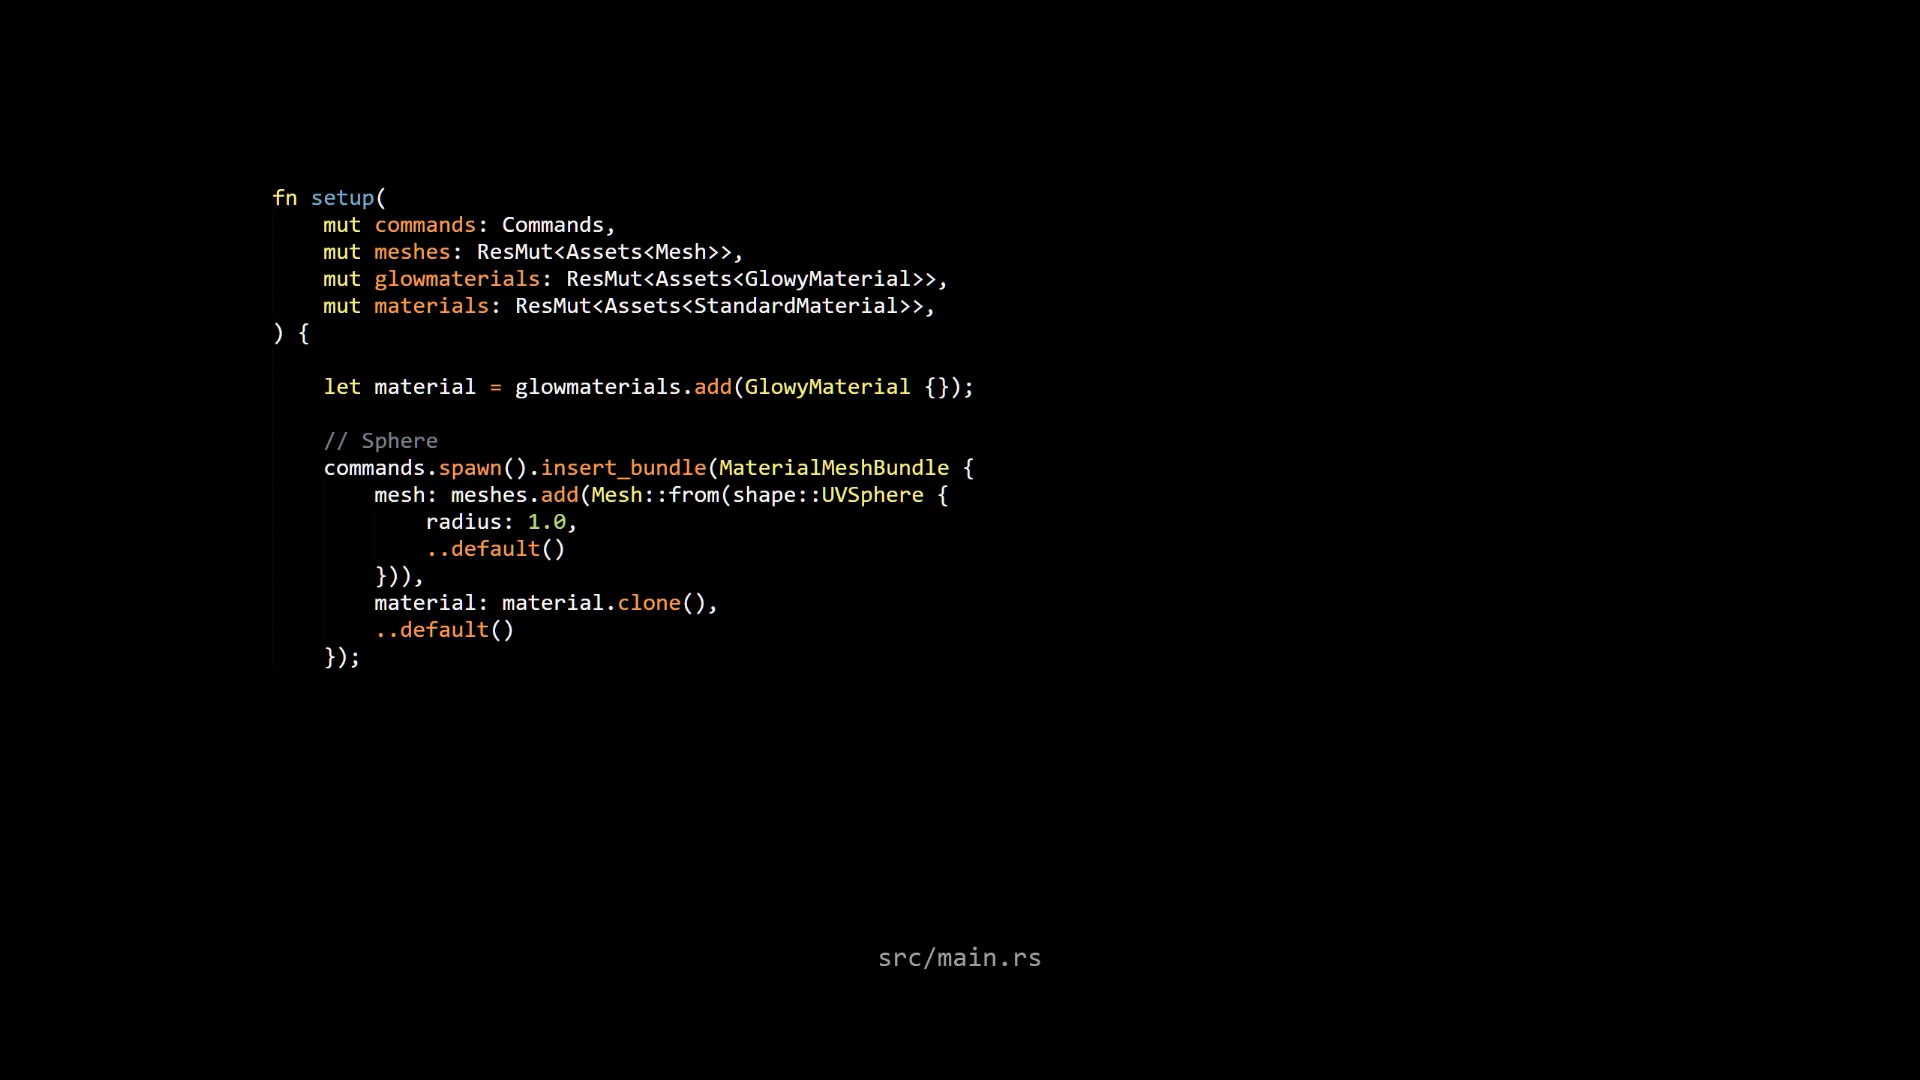 fn setup(
    mut commands: Commands,
    mut meshes: ResMut<Assets<Mesh>>,
    mut glowmaterials: ResMut<Assets<GlowyMaterial>>,
    mut materials: ResMut<Assets<StandardMaterial>>,
) {
    let material = glowmaterials.add(GlowyMaterial {});
    // Sphere
    commands.spawn().insert_bundle(MaterialMeshBundle {
        mesh: meshes.add(Mesh::from(shape::UVSphere {
            radius: 1.0,
            ..default()
        })),
        material: material.clone(),
        ..default()
    });
src/main.rs